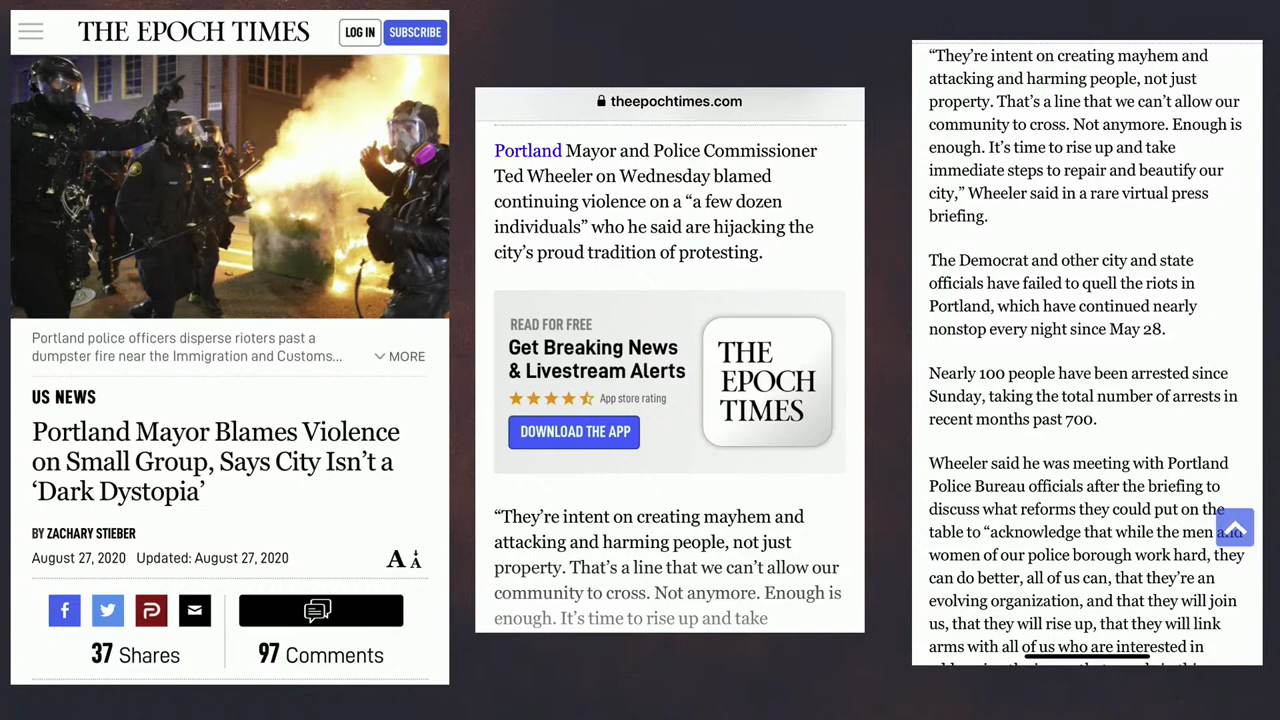 THE EPOCH TIMES
LOG IN
SUBSCRIBE
Portland police officers disperse rioters past a
dumpster fire near the Immigration and Customs...
MORE
US NEWS
Portland Mayor Blames Violence
on Small Group, Says City Isn’t a
‘Dark Dystopia’
BY ZACHARY STIEBER
August 27, 2020 Updated: August 27, 2020
A A
37 Shares
97 Comments
theepochtimes.com
Portland Mayor and Police Commissioner
Ted Wheeler on Wednesday blamed
continuing violence on a “a few dozen
individuals” who he said are hijacking the
city’s proud tradition of protesting.
READ FOR FREE
Get Breaking News
& Livestream Alerts
App store rating
DOWNLOAD THE APP
THE
EPOCH
TIMES
“They’re intent on creating mayhem and
attacking and harming people, not just
property. That’s a line that we can’t allow our
community to cross. Not anymore. Enough is
enough. It’s time to rise up and take
“They’re intent on creating mayhem and
attacking and harming people, not just
property. That’s a line that we can’t allow our
community to cross. Not anymore. Enough is
enough. It’s time to rise up and take
immediate steps to repair and beautify our
city,” Wheeler said in a rare virtual press
briefing.
The Democrat and other city and state
officials have failed to quell the riots in
Portland, which have continued nearly
nonstop every night since May 28.
Nearly 100 people have been arrested since
Sunday, taking the total number of arrests in
recent months past 700.
Wheeler said he was meeting with Portland
Police Bureau officials after the briefing to
discuss what reforms they could put on the
table to “acknowledge that while the men and
women of our police borough work hard, they
can do better, all of us can, that they’re an
evolving organization, and that they will join
us, that they will rise up, that they will link
arms with all of us who are interested in